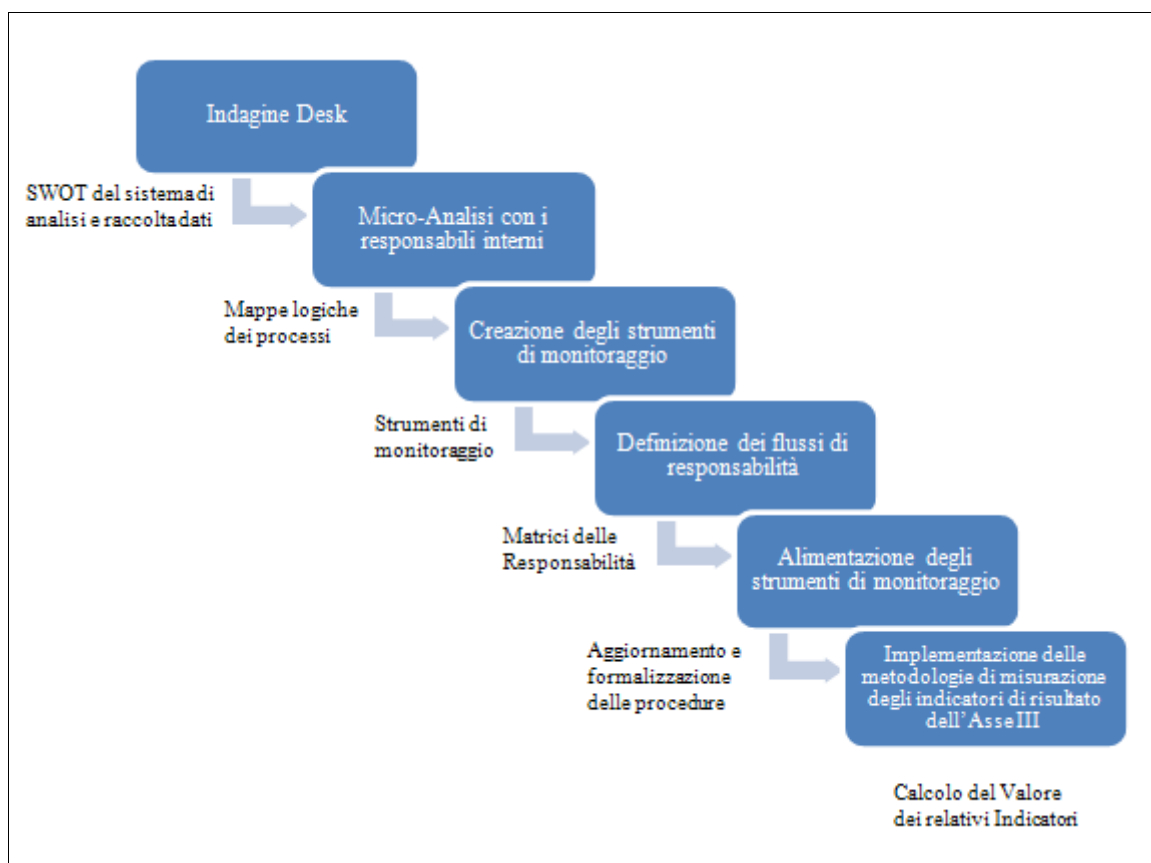 Indagine Desk
SWOT del sistema di
analisi e raccolta dati
Micro-Analisi con i
responsabili interni
Mappe logiche
dei processi
Creazione degli strumenti
di monitoraggio
Strumenti di
monitoraggio
Definizione dei flussi di
responsabilità
Matrici delle
Responsabilità
Alimentazione degli
strumenti di monitoraggio
Aggiornamento e
formalizzazione
delle procedure
Implementazione delle
metodologie di misurazione
degli indicatori di risultato
dell'Asse III
Calcolo del Valore
dei relativi Indicatori